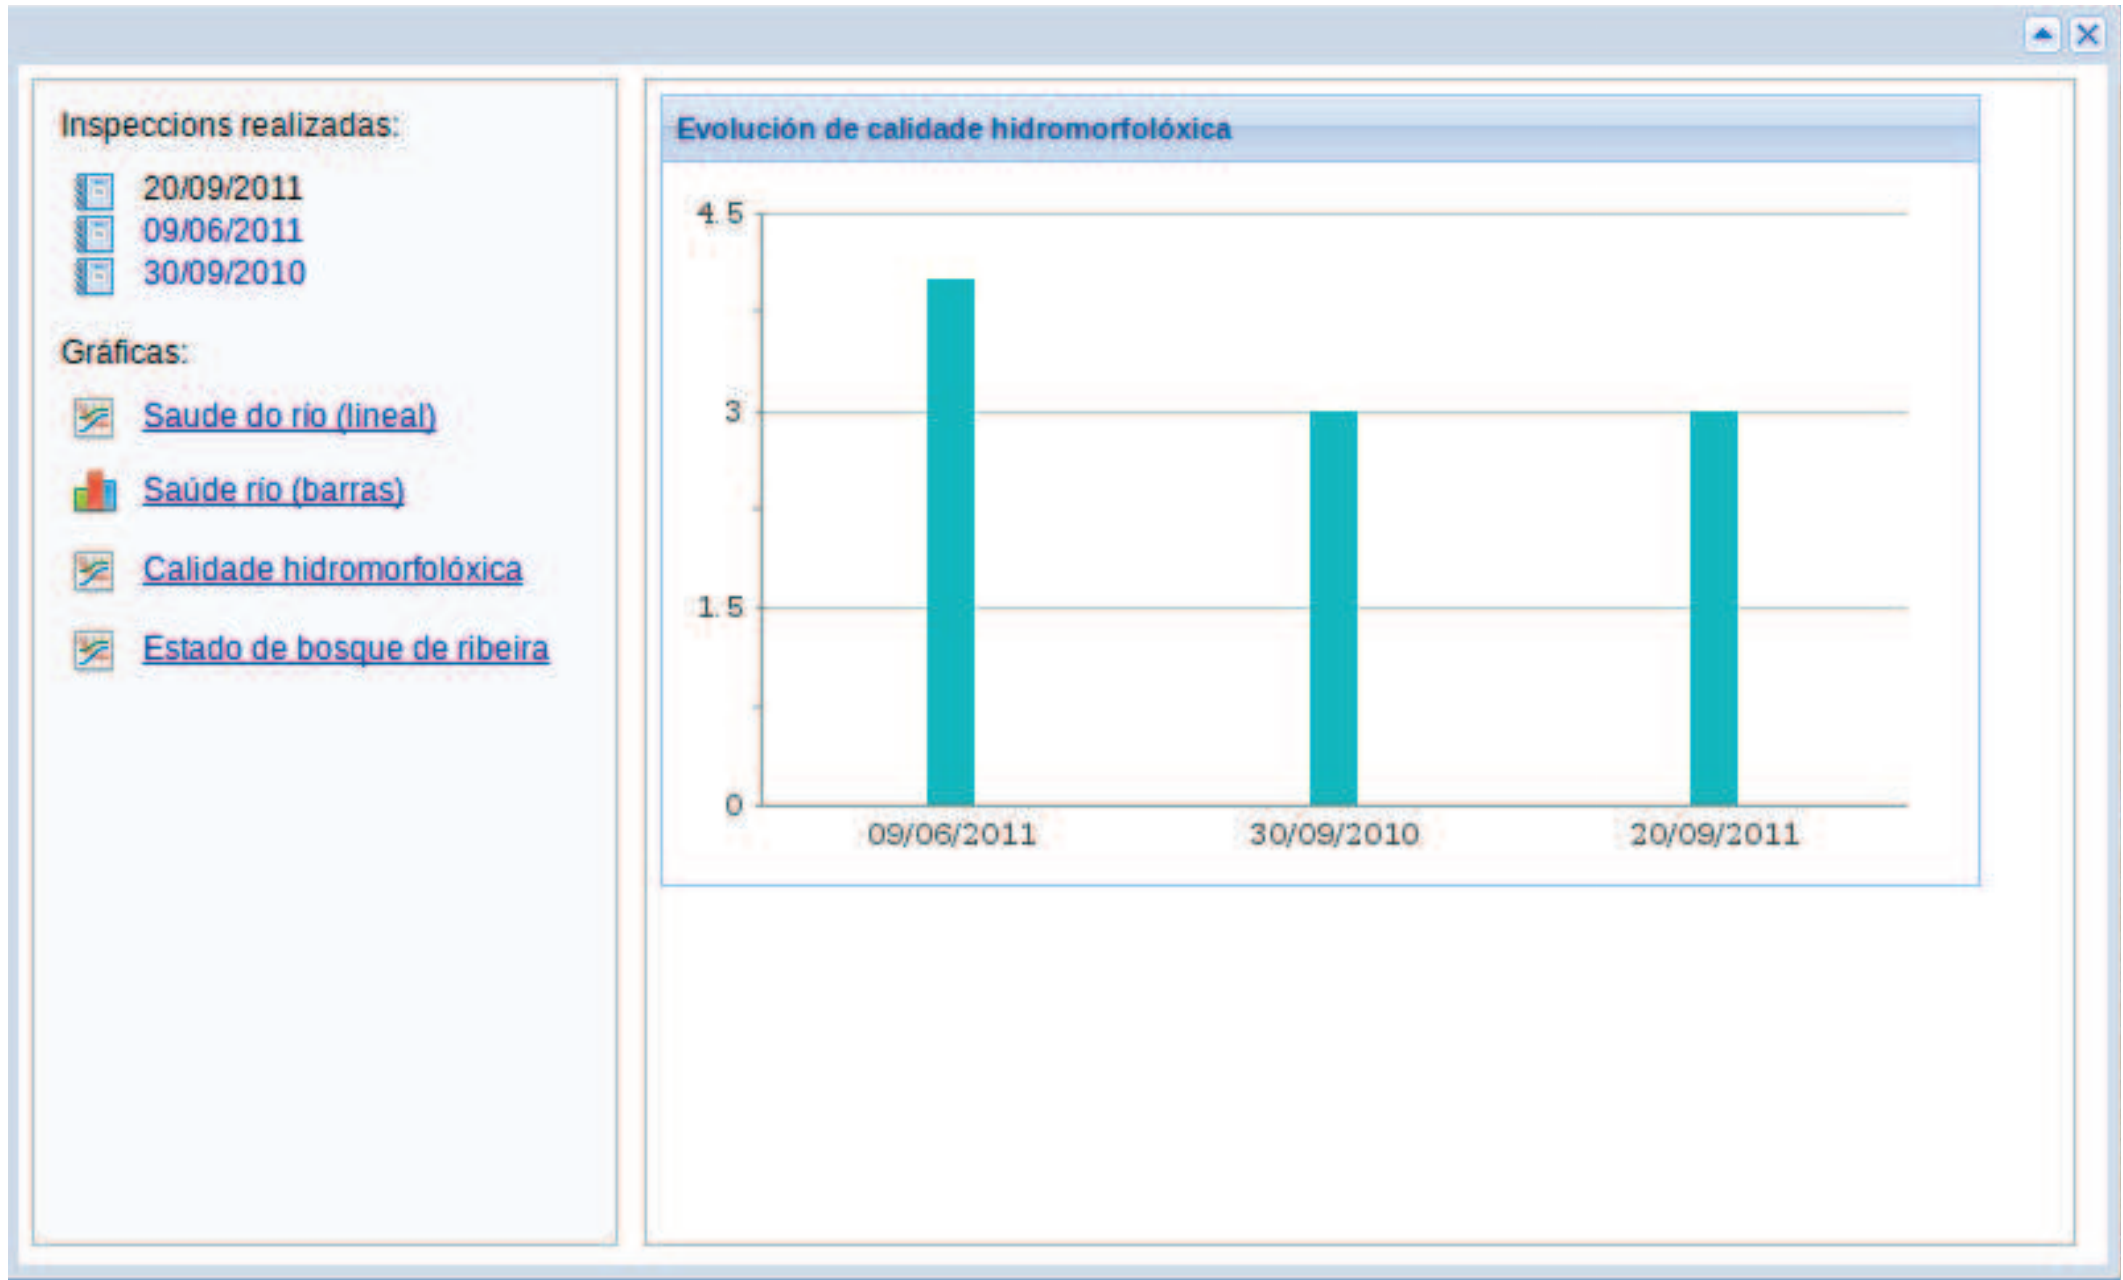 Inspeccions realizadas:
20/09/2011
09/06/2011
30/09/2010
Gráficas:
Saude do río (lineal)
Saúde río (barras)
Calidade hidromorfolóxica
Estado de bosque de ribeira
Evolución de calidade hidromorfolóxica
4.5
3
1.5
0
09/06/2011 30/09/2010 20/09/2011